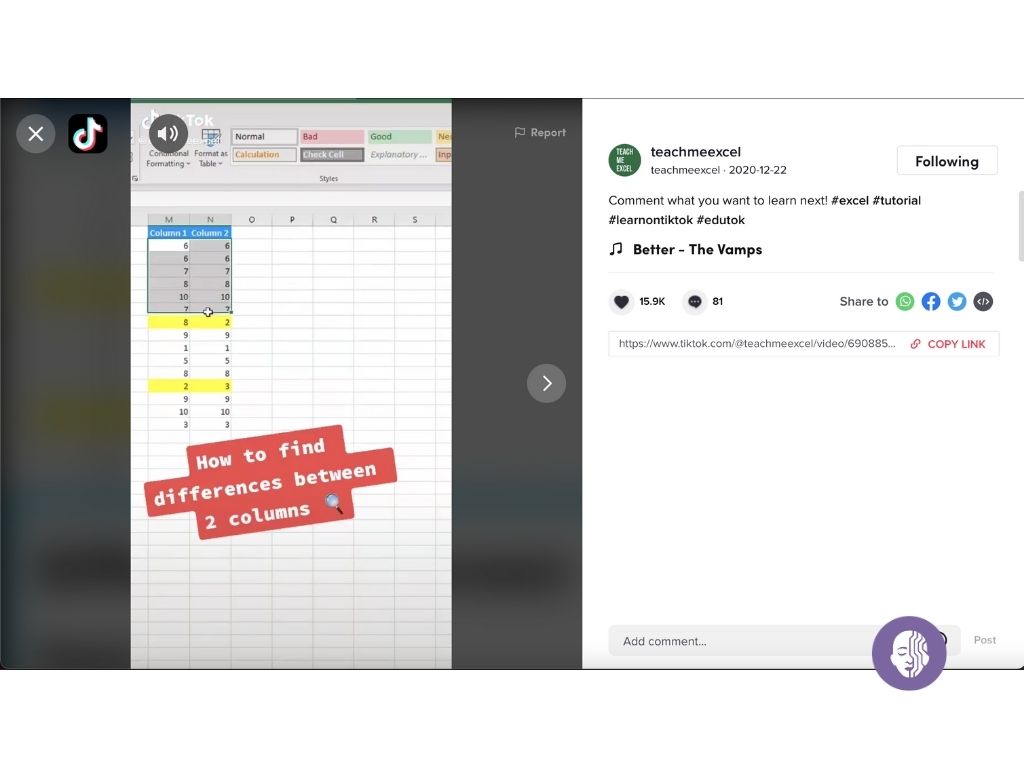 TikTok
Report
Normal
Bad
Good
Conditional
Formatting
Format as
Table
Calculation
Check Cell
Explanatory ...
Inp
Styles
M N O P Q R S
Column 1 Column 2
6 6
6 6
7 7
8 8
10 10
7 7
8 2
9 9
1 1
5 5
8 8
2 3
9 9
10 10
3 3
How to find
differences between
2 columns
TEACH
ME
EXCEL
teachmeexcel
teachmeexcel · 2020-12-22
Following
Comment what you want to learn next! #excel #tutorial
#learnontiktok #edutok
Better - The Vamps
15.9K
81
Share to
https://www.tiktok.com/@teachmeexcel/video/690885...
COPY LINK
Add comment...
Post